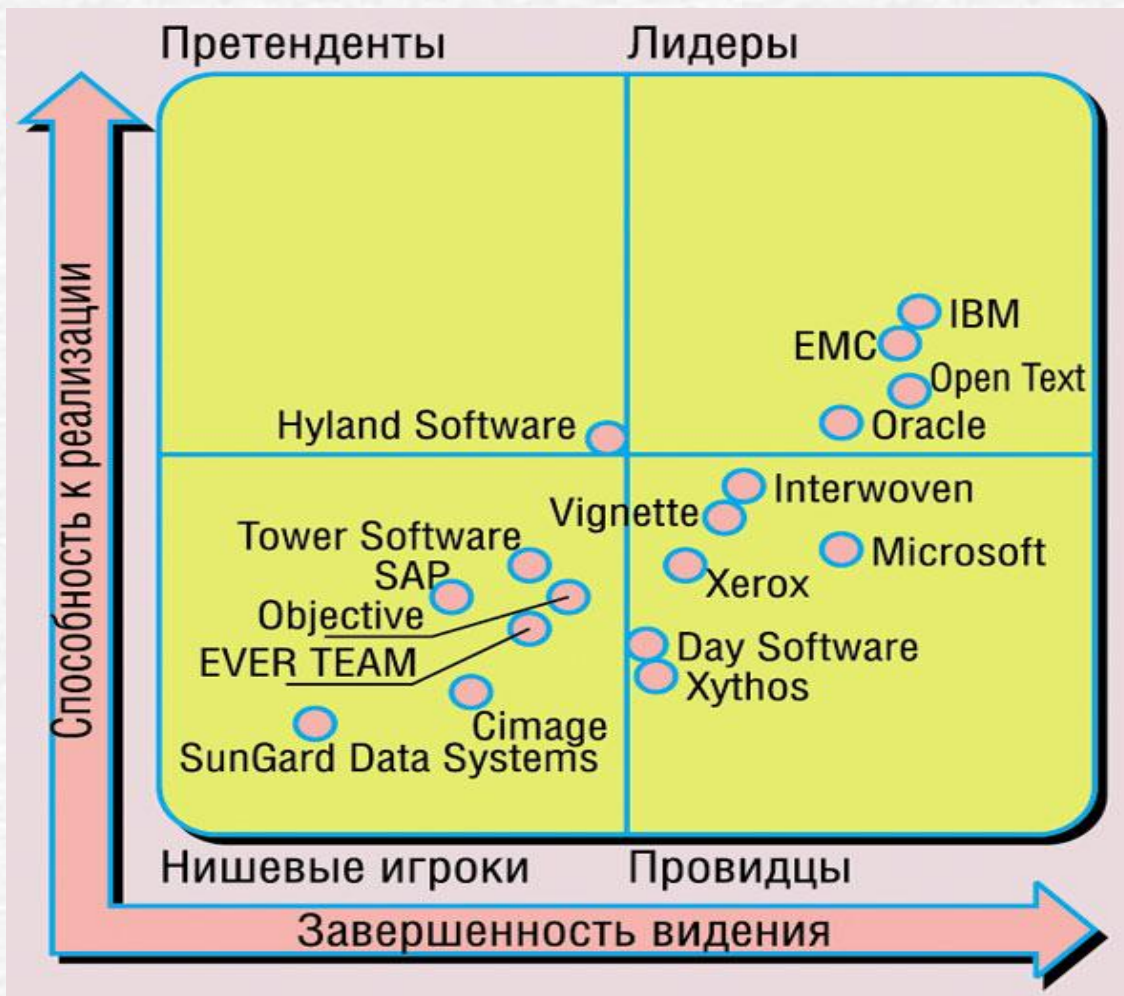 Претенденты
Лидеры
Способность к реализации
IBM
EMC
Open Text
Hyland Software
Oracle
Interwoven
Vignette
Tower Software
Microsoft
SAP
Xerox
Objective
EVER TEAM
Day Software
Xythos
Cimage
SunGard Data Systems
Нишевые игроки
Провидцы
Завершенность видения